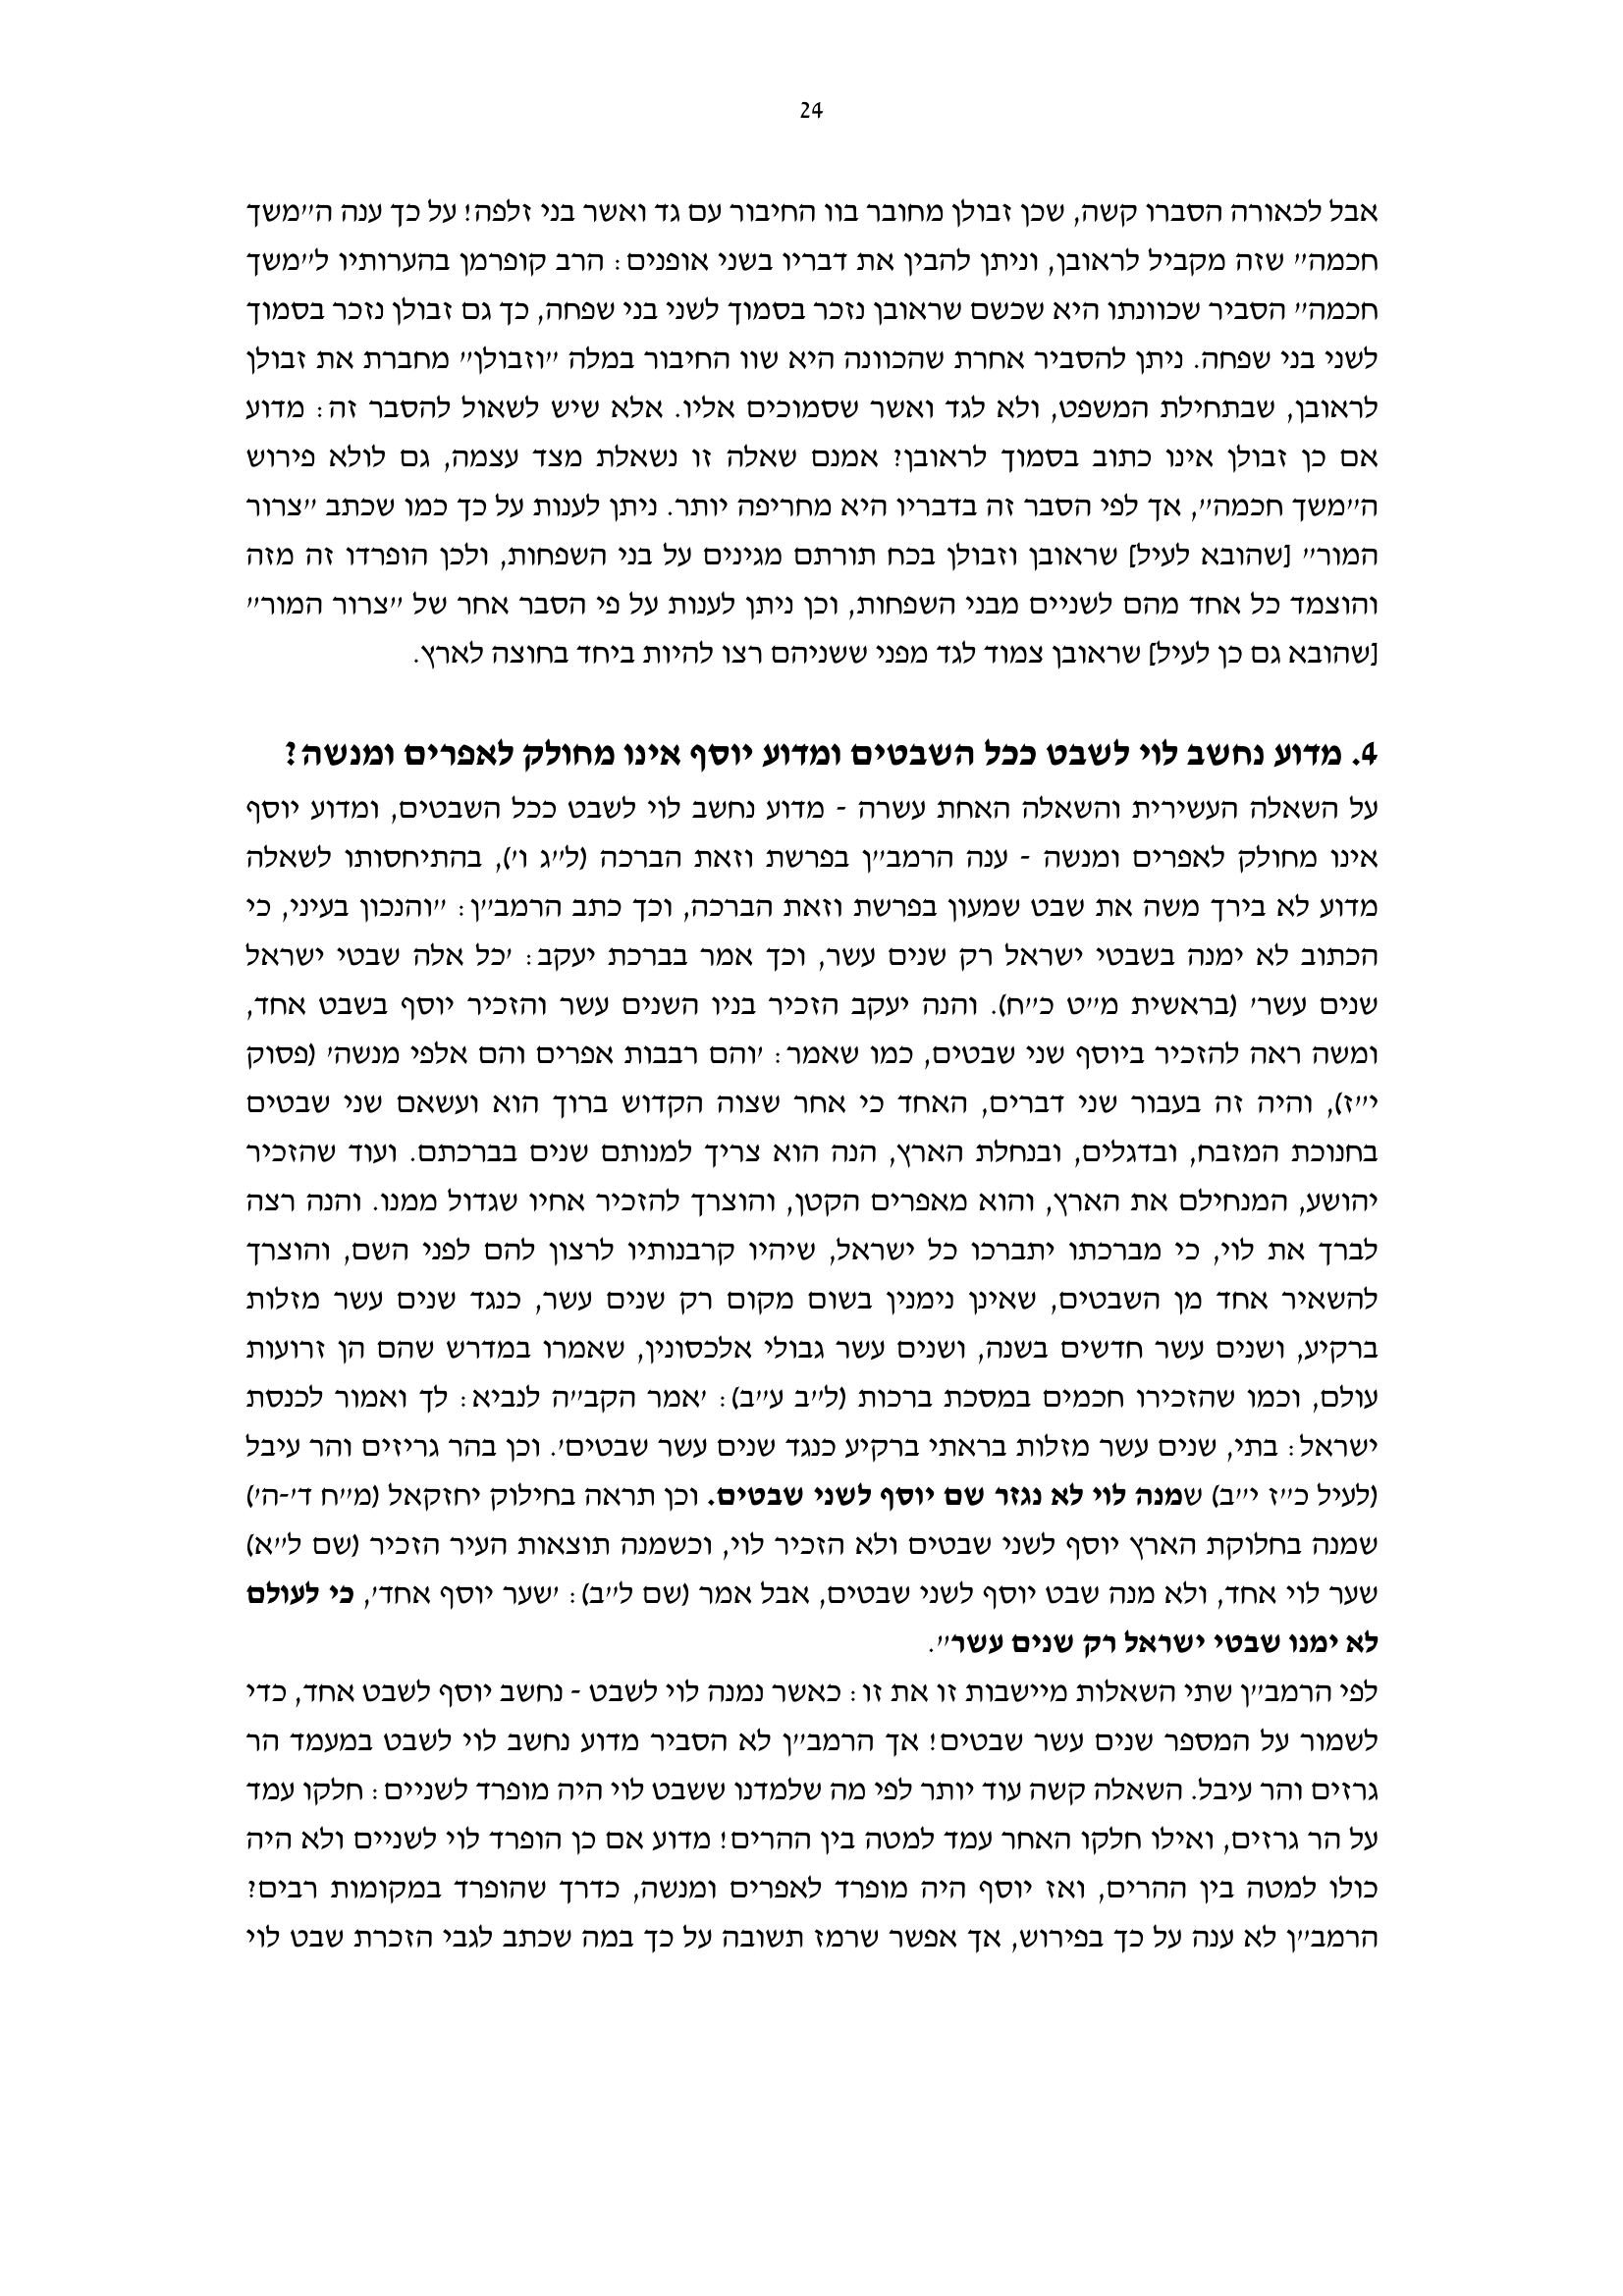 24
אבל לכאורה הסברו קשה, שכן זבולן מחובר בוו החיבור עם גד ואשר בני זלפה! על כך ענה ה"משך
חכמה" שזה מקביל לראובן, וניתן להבין את דבריו בשני אופנים: הרב קופרמן בהערותיו ל"משך
חכמה" הסביר שכוונתו היא שכשם שראובן נזכר בסמוך לשני בני שפחה, כך גם זבולן נזכר בסמוך
לשני בני שפחה. ניתן להסביר אחרת שהכוונה היא שוו החיבור במלה "וזבולן" מחברת את זבולן
לראובן, שבתחילת המשפט, ולא לגד ואשר שסמוכים אליו. אלא שיש לשאול להסבר זה: מדוע
אם כן זבולן אינו כתוב בסמוך לראובן? אמנם שאלה זו נשאלת מצד עצמה, גם לולא פירוש
ה"משך חכמה", אך לפי הסבר זה בדבריו היא מחריפה יותר. ניתן לענות על כך כמו שכתב "צרור
המור" [שהובא לעיל] שראובן וזבולן בכח תורתם מגינים על בני השפחות, ולכן הופרדו זה מזה
והוצמד כל אחד מהם לשניים מבני השפחות, וכן ניתן לענות על פי הסבר אחר של "צרור המור"
[שהובא גם כן לעיל] שראובן צמוד לגד מפני ששניהם רצו להיות ביחד בחוצה לארץ.
4. מדוע נחשב לוי לשבט ככל השבטים ומדוע יוסף אינו מחולק לאפרים ומנשה?
על השאלה העשירית והשאלה האחת עשרה - מדוע נחשב לוי לשבט ככל השבטים, ומדוע יוסף
אינו מחולק לאפרים ומנשה - ענה הרמב"ן בפרשת וזאת הברכה (ל"ג ו'), בהתיחסותו לשאלה
מדוע לא בירך משה את שבט שמעון בפרשת וזאת הברכה, וכך כתב הרמב"ן: "והנכון בעיני, כי
הכתוב לא ימנה בשבטי ישראל רק שנים עשר, וכך אמר בברכת יעקב: 'כל אלה שבטי ישראל
שנים עשר' (בראשית מ"ט כ"ח). והנה יעקב הזכיר בניו השנים עשר והזכיר יוסף בשבט אחד,
ומשה ראה להזכיר ביוסף שני שבטים, כמו שאמר: 'והם רבבות אפרים והם אלפי מנשה' (פסוק
י"ז), והיה זה בעבור שני דברים, האחד כי אחר שצוה הקדוש ברוך הוא ועשאם שני שבטים
בחנוכת המזבח, ובדגלים, ובנחלת הארץ, הנה הוא צריך למנותם שנים בברכתם. ועוד שהזכיר
יהושע, המנחילם את הארץ, והוא מאפרים הקטן, והוצרך להזכיר אחיו שגדול ממנו. והנה רצה
לברך את לוי, כי מברכתו יתברכו כל ישראל, שיהיו קרבנותיו לרצון להם לפני השם, והוצרך
להשאיר אחד מן השבטים, שאינן נימנין בשום מקום רק שנים עשר, כנגד שנים עשר מזלות
ברקיע, ושנים עשר חדשים בשנה, ושנים עשר גבולי אלכסונין, שאמרו במדרש שהם הן זרועות
עולם, וכמו שהזכירו חכמים במסכת ברכות (ל"ב ע"ב): 'אמר הקב"ה לנביא: לך ואמור לכנסת
ישראל: בתי, שנים עשר מזלות בראתי ברקיע כנגד שנים עשר שבטים'. וכן בהר גריזים והר עיבל
(לעיל כ"ז י"ב) שמנה לוי לא נגזר שם יוסף לשני שבטים. וכן תראה בחילוק יחזקאל (מ"ח ד'-ה')
שמנה בחלוקת הארץ יוסף לשני שבטים ולא הזכיר לוי, וכשמנה תוצאות העיר הזכיר (שם ל"א)
שער לוי אחד, ולא מנה שבט יוסף לשני שבטים, אבל אמר (שם ל"ב): 'שער יוסף אחד', כי לעולם
לא ימנו שבטי ישראל רק שנים עשר".
לפי הרמב"ן שתי השאלות מיישבות זו את זו: כאשר נמנה לוי לשבט - נחשב יוסף לשבט אחד, כדי
לשמור על המספר שנים עשר שבטים! אך הרמב"ן לא הסביר מדוע נחשב לוי לשבט במעמד הר
גרזים והר עיבל. השאלה קשה עוד יותר לפי מה שלמדנו ששבט לוי היה מופרד לשניים: חלקו עמד
על הר גרזים, ואילו חלקו האחר עמד למטה בין ההרים! מדוע אם כן הופרד לוי לשניים ולא היה
כולו למטה בין ההרים, ואז יוסף היה מופרד לאפרים ומנשה, כדרך שהופרד במקומות רבים?
הרמב"ן לא ענה על כך בפירוש, אך אפשר שרמז תשובה על כך במה שכתב לגבי הזכרת שבט לוי